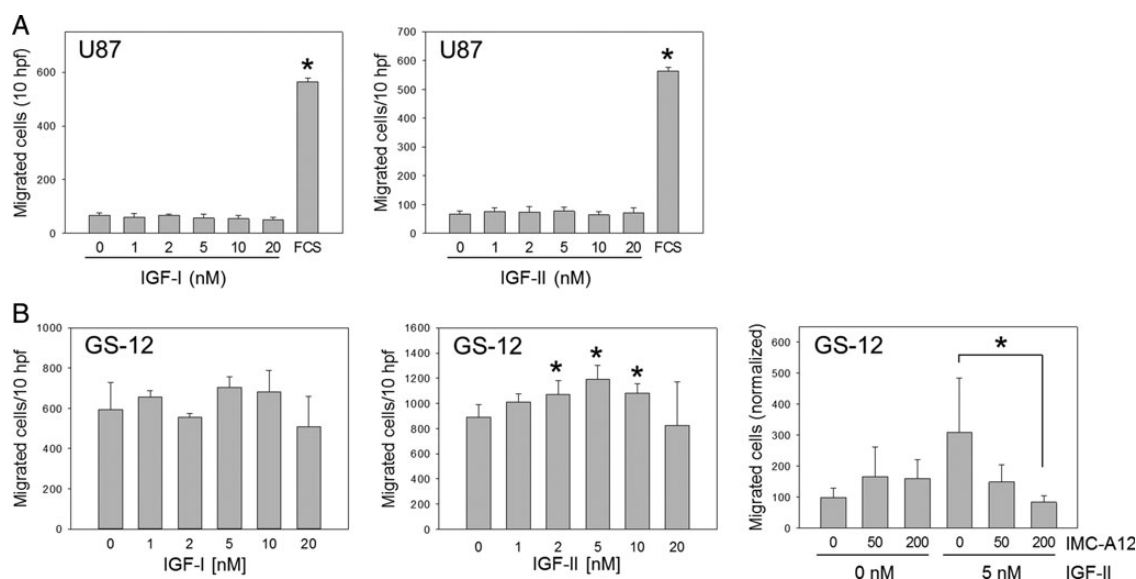 A
U87
Migrated cells (10 hpf)
600
400
200
0
*
0 1 2 5 10 20 FCS
IGF-I (nM)
U87
Migrated cells/10 hpf
700
600
500
400
300
200
100
0
*
0 1 2 5 10 20 FCS
IGF-II (nM)
B
GS-12
Migrated cells/10 hpf
1000
800
600
400
200
0
0 1 2 5 10 20
IGF-I [nM]
GS-12
Migrated cells/10 hpf
1600
1400
1200
1000
800
600
400
200
0
* * *
0 1 2 5 10 20
IGF-II [nM]
GS-12
Migrated cells (normalized)
600
500
400
300
200
100
0
*
0 50 200 0 50 200 IMC-A12
0 nM 5 nM IGF-II